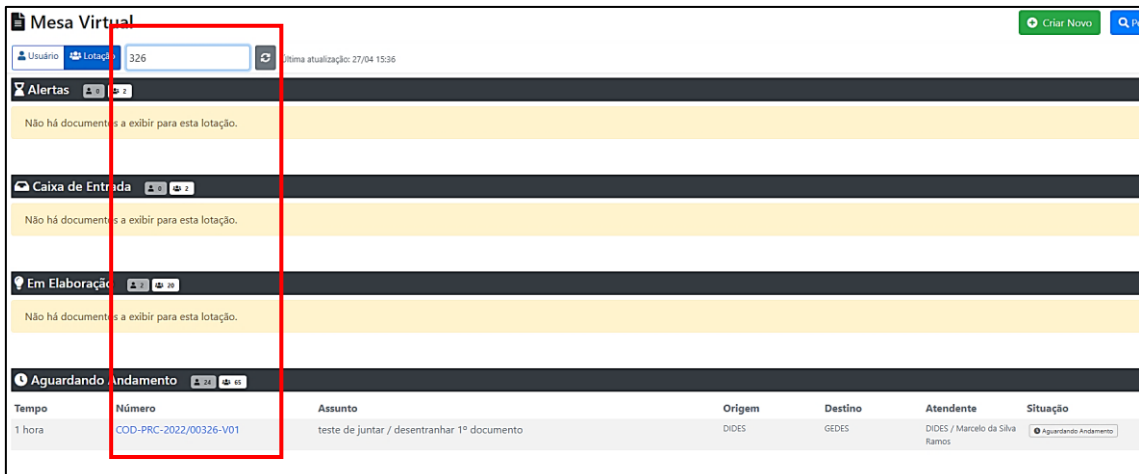 Mesa Virtual
Criar Novo
Usuário Lotação 326 Última atualização: 27/04 15:36
Alertas 0 2
Não há documentos a exibir para esta lotação.
Caixa de Entrada 0 2
Não há documentos a exibir para esta lotação.
Em Elaboração 2 20
Não há documentos a exibir para esta lotação.
Aguardando Andamento 24 65
Tempo Número Assunto Origem Destino Atendente Situação
1 hora COD-PRC-2022/00326-V01 teste de juntar / desentranhar 1º documento DIDES GEDES DIDES / Marcelo da Silva Aguardando Andamento
Ramos